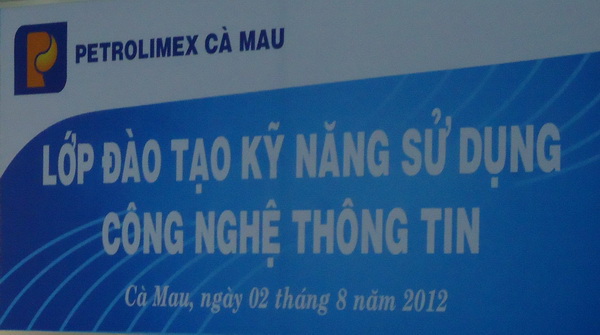 PETROLIMEX CÀ MAU
LỚP ĐÀO TẠO KỸ NĂNG SỬ DỤNG
CÔNG NGHỆ THÔNG TIN
Cà Mau, ngày 02 tháng 8 năm 2012